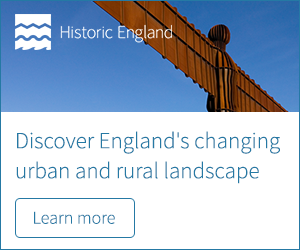 Historic England
Discover England's changing
urban and rural landscape
Learn more